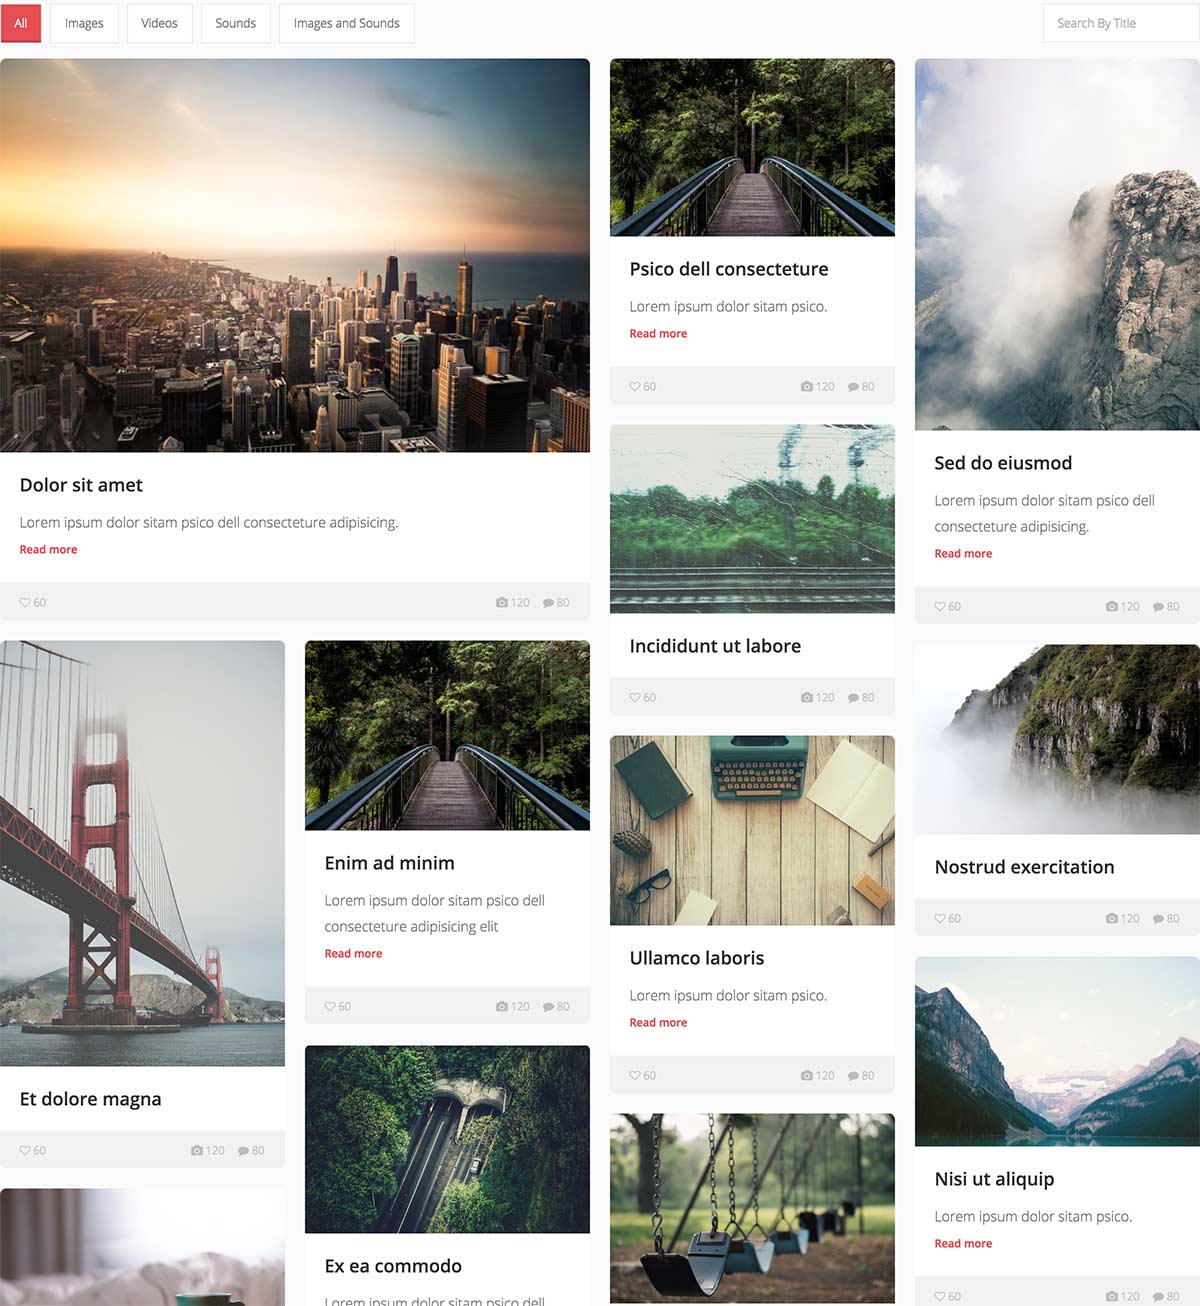 All
Images
Videos
Sounds
Images and Sounds
Search By Title
Dolor sit amet
Lorem ipsum dolor sitam psico dell consecteture adipisicing.
Read more
60
120
80
Psico dell consecteture
Lorem ipsum dolor sitam psico.
Read more
60
120
80
Sed do eiusmod
Lorem ipsum dolor sitam psico dell
consecteture adipisicing.
Read more
60
120
80
Incididunt ut labore
60
120
80
Et dolore magna
60
120
80
Enim ad minim
Lorem ipsum dolor sitam psico dell
consecteture adipisicing elit
Read more
60
120
80
Ullamco laboris
Lorem ipsum dolor sitam psico.
Read more
60
120
80
Nostrud exercitation
60
120
80
Ex ea commodo
Lorem ipsum dolor sitam psico dell
Nisi ut aliquip
Lorem ipsum dolor sitam psico.
Read more
60
120
80